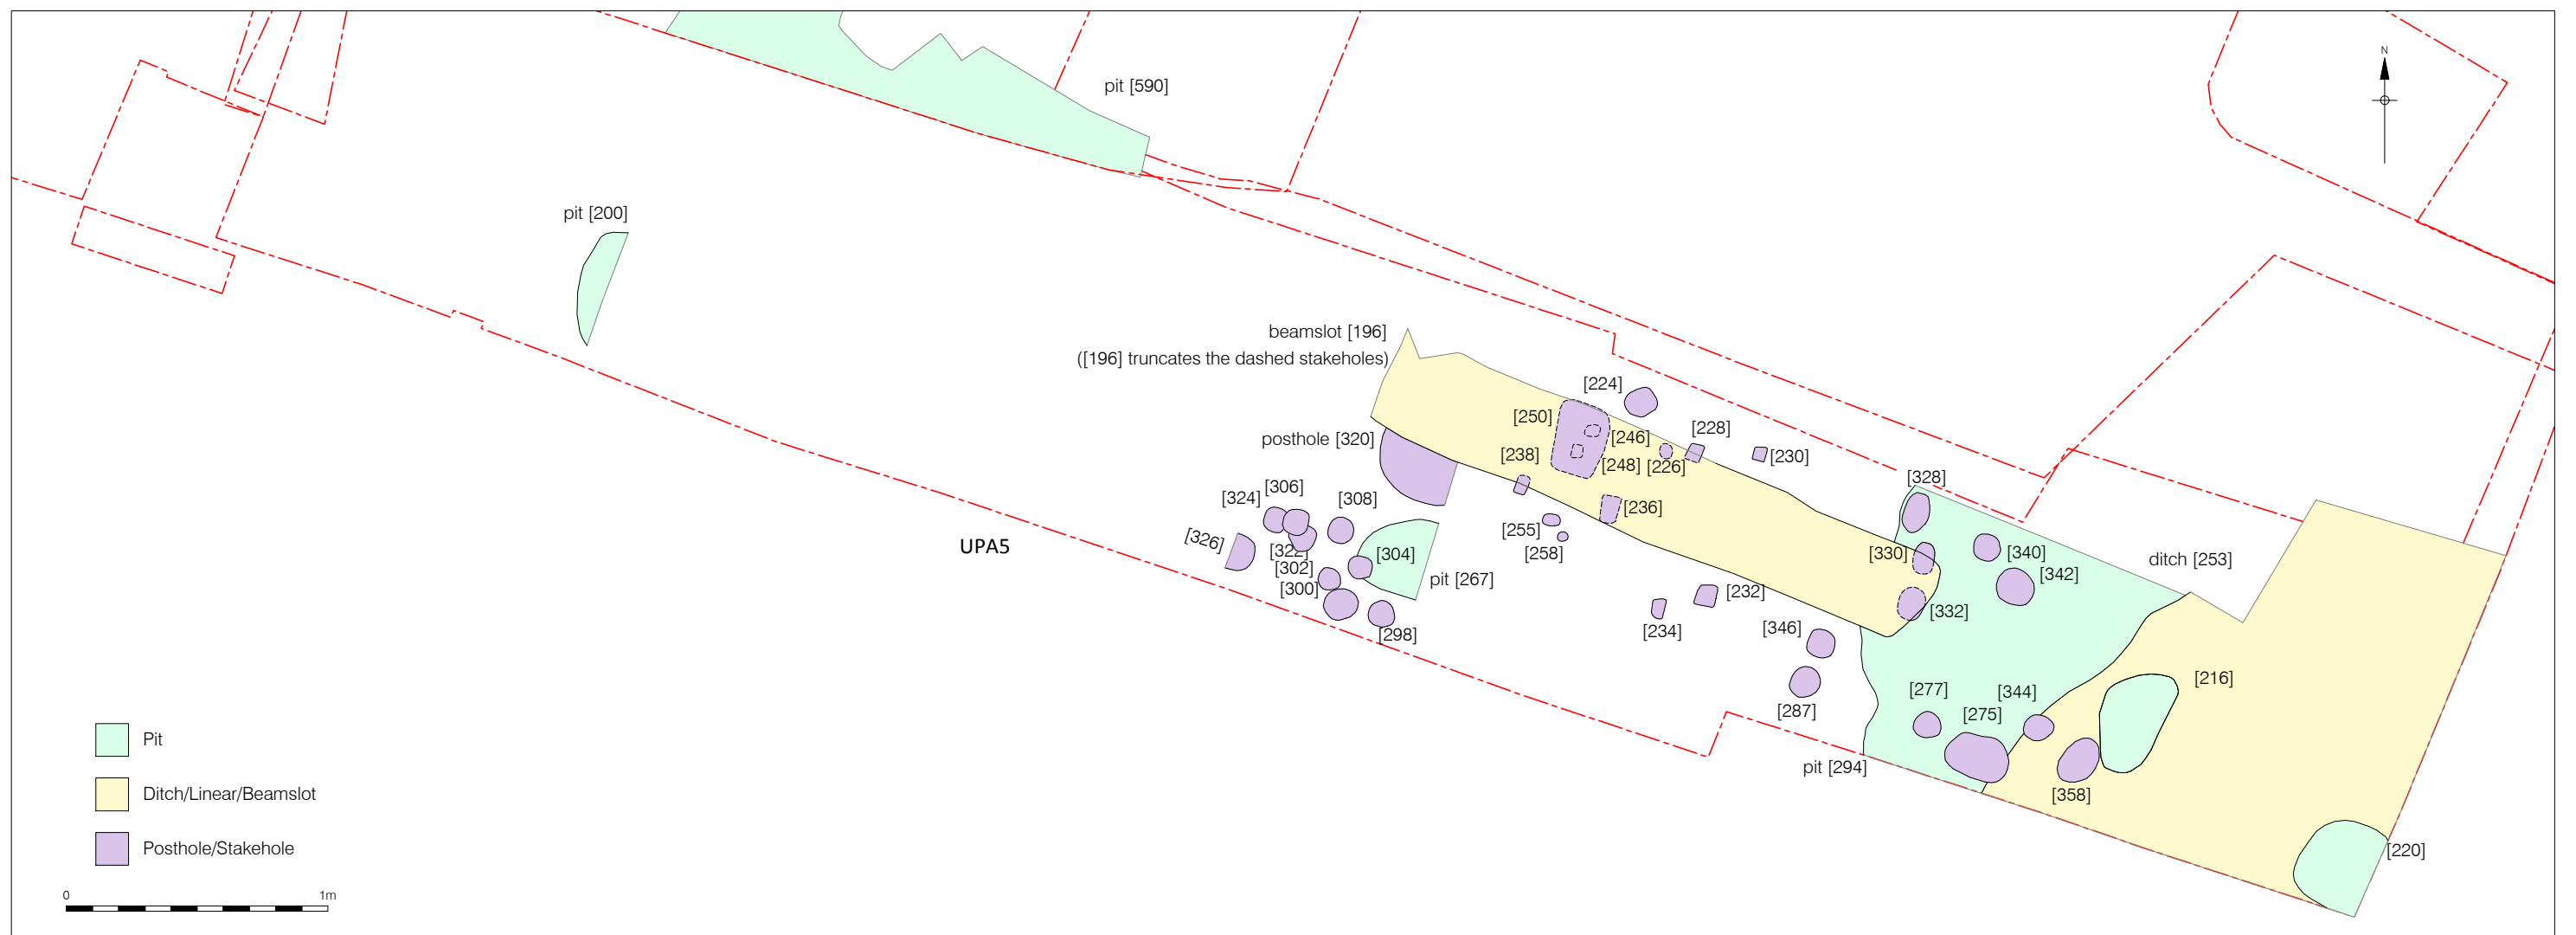 N
pit [590]
pit [200]
beamslot [196]
([196] truncates the dashed stakeholes)
[224]
[250]
[228]
posthole [320]
[246]
[238]
[248]
[226]
[230]
[328]
[306]
[324]
[308]
[236]
[255]
[326]
UPA5
[322]
[304]
[258]
[330]
[340]
ditch [253]
[302]
pit [267]
[342]
[300]
[232]
[332]
[298]
[234]
[346]
[216]
[277]
[344]
[287]
[275]
Pit
pit [294]
Ditch/Linear/Beamslot
[358]
Posthole/Stakehole
[220]
0
1m